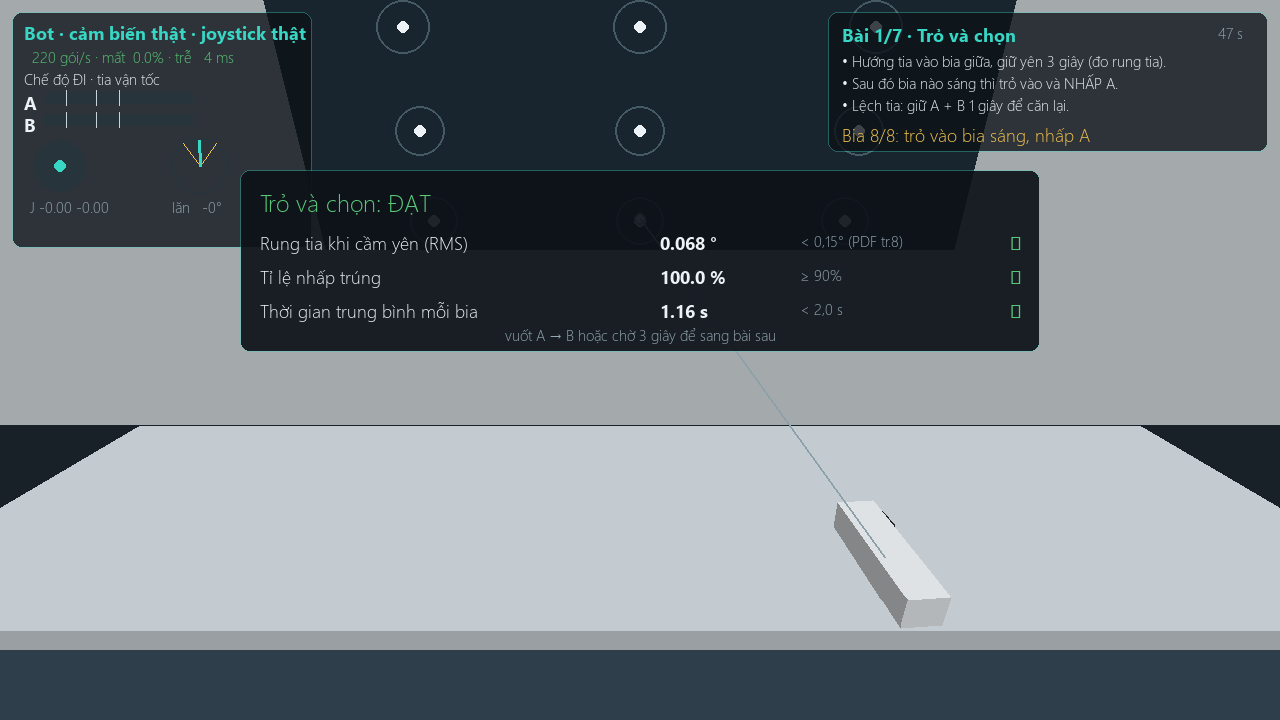 Bot · cảm biến thật · joystick thật
220 gói/s · mất 0.0% · trễ 4 ms
Chế độ ĐI · tia vận tốc
A
B
J -0.00 -0.00
lăn -0°
Bài 1/7 · Trỏ và chọn
47 s
• Hướng tia vào bia giữa, giữ yên 3 giây (đo rung tia).
• Sau đó bia nào sáng thì trỏ vào và NHẤP A.
• Lệch tia: giữ A + B 1 giây để căn lại.
Bia 8/8: trỏ vào bia sáng, nhấp A
Trỏ và chọn: ĐẠT
Rung tia khi cầm yên (RMS) 0.068 ° < 0,15° (PDF tr.8)
Tỉ lệ nhấp trúng 100.0 % ≥ 90%
Thời gian trung bình mỗi bia 1.16 s < 2,0 s
vuốt A → B hoặc chờ 3 giây để sang bài sau